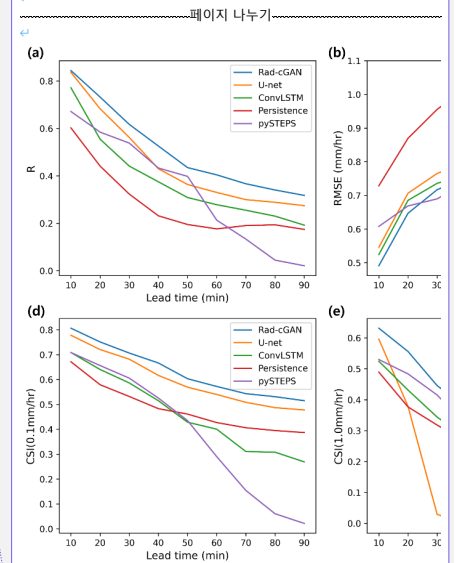 페이지 나누기
(a)
(b)
0.8
0.6
0.4
0.2
0.0
R
Rad-cGAN
U-net
ConvLSTM
Persistence
pySTEPS
10 20 30 40 50 60 70 80 90
Lead time (min)
1.1
1.0
0.9
0.8
0.7
0.6
0.5
RMSE (mm/hr)
10 20 30
(d)
(e)
0.8
0.7
0.6
0.5
0.4
0.3
0.2
0.1
0.0
CSI(0.1mm/hr)
Rad-cGAN
U-net
ConvLSTM
Persistence
pySTEPS
10 20 30 40 50 60 70 80 90
Lead time (min)
0.6
0.5
0.4
0.3
0.2
0.1
0.0
CSI(1.0mm/hr)
10 20 30